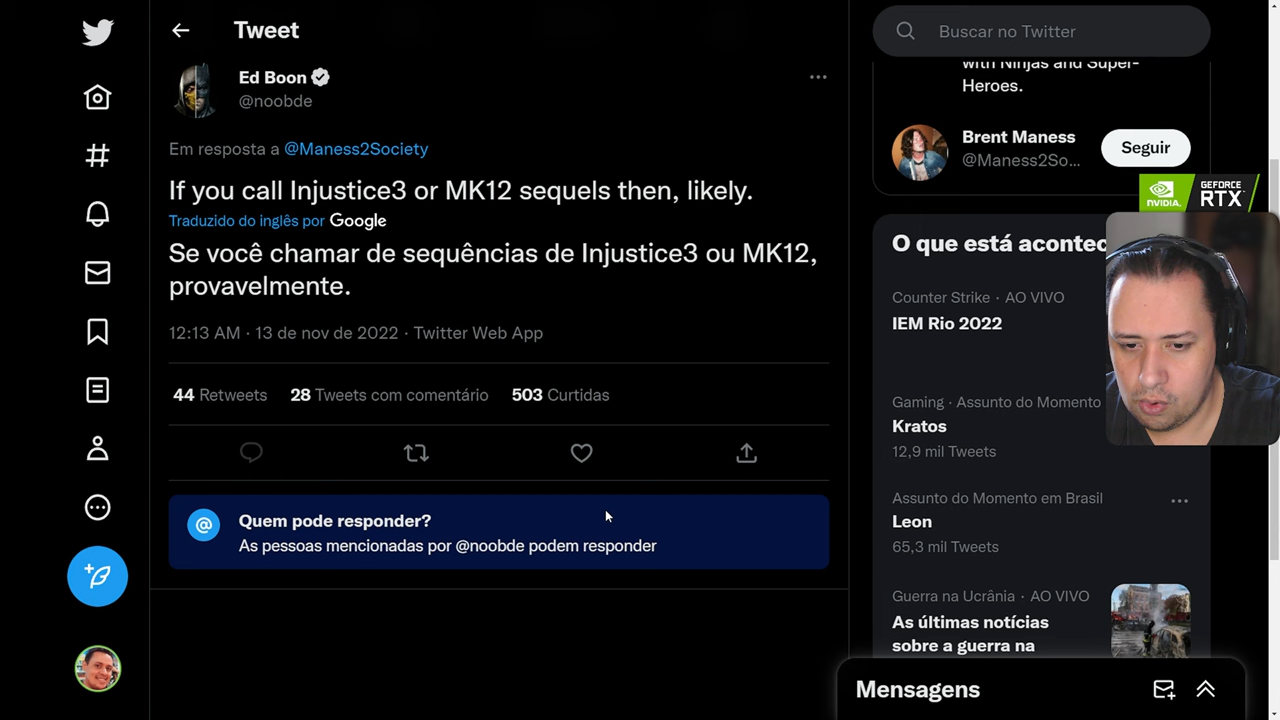 Tweet
Ed Boon
@noobde
Em resposta a @Maness2Society
If you call Injustice3 or MK12 sequels then, likely.
Traduzido do inglês por Google
Se você chamar de sequências de Injustice3 ou MK12,
provavelmente.
12:13 AM · 13 de nov de 2022 · Twitter Web App
44 Retweets 28 Tweets com comentário 503 Curtidas
@
Quem pode responder?
As pessoas mencionadas por @noobde podem responder
Buscar no Twitter
with Ninjas and Super-
Heroes.
Brent Maness
@Maness2So...
Seguir
NVIDIA.
GEFORCE
RTX
O que está acontec
Counter Strike · AO VIVO
IEM Rio 2022
Gaming · Assunto do Momento
Kratos
12,9 mil Tweets
Assunto do Momento em Brasil
Leon
65,3 mil Tweets
Guerra na Ucrânia · AO VIVO
As últimas notícias
sobre a guerra na
Mensagens